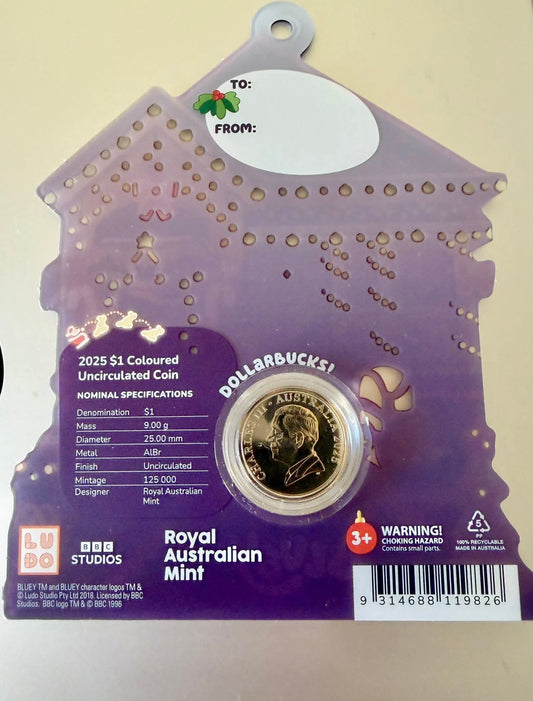 TO:
FROM:
2025 $1 Coloured
Uncirculated Coin
NOMINAL SPECIFICATIONS
Denomination $1
Mass 9.00 g
Diameter 25.00 mm
Metal AlBr
Finish Uncirculated
Mintage 125 000
Designer Royal Australian
Mint
DOLLARBUCKS!
CHARLES III • AUSTRALIA 2025
LU
DO
BBC
STUDIOS
Royal
Australian
Mint
3+
WARNING!
CHOKING HAZARD
Contains small parts.
5
PP
100% RECYCLABLE
MADE IN AUSTRALIA
BLUEY TM and BLUEY character logos TM &
© Ludo Studio Pty Ltd 2018. Licensed by BBC
Studios. BBC logo TM & © BBC 1996
9 314688 119826